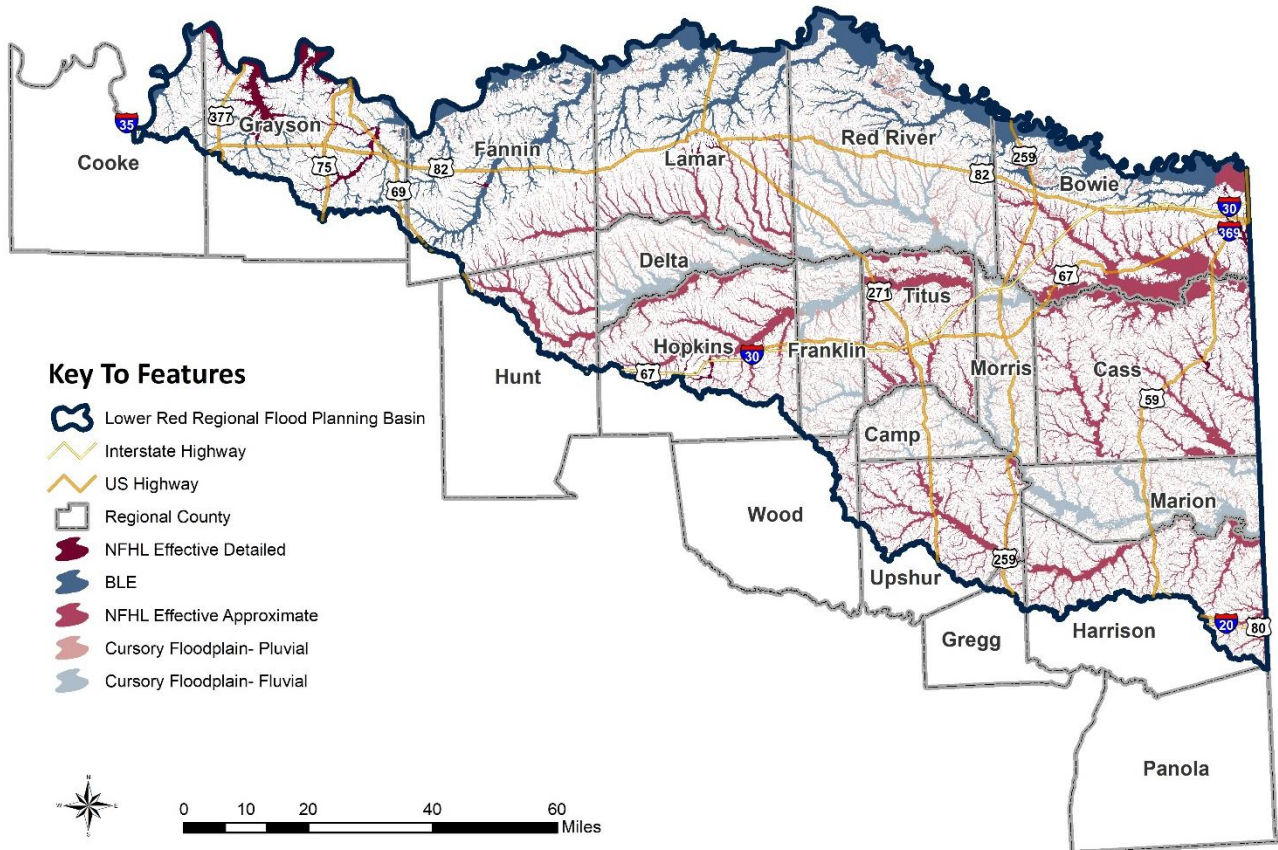 35
377
Grayson
Cooke
75
69
82
Fannin
Lamar
Red River
82
259
Bowie
30
369
Delta
271
Titus
67
Hopkins
30
Franklin
Morris
Cass
59
67
Hunt
Camp
Wood
Marion
Upshur
259
Gregg
Harrison
20
80
Panola
Key To Features
Lower Red Regional Flood Planning Basin
Interstate Highway
US Highway
Regional County
NFHL Effective Detailed
BLE
NFHL Effective Approximate
Cursory Floodplain- Pluvial
Cursory Floodplain- Fluvial
N
W
E
S
0 10 20 40 60
Miles